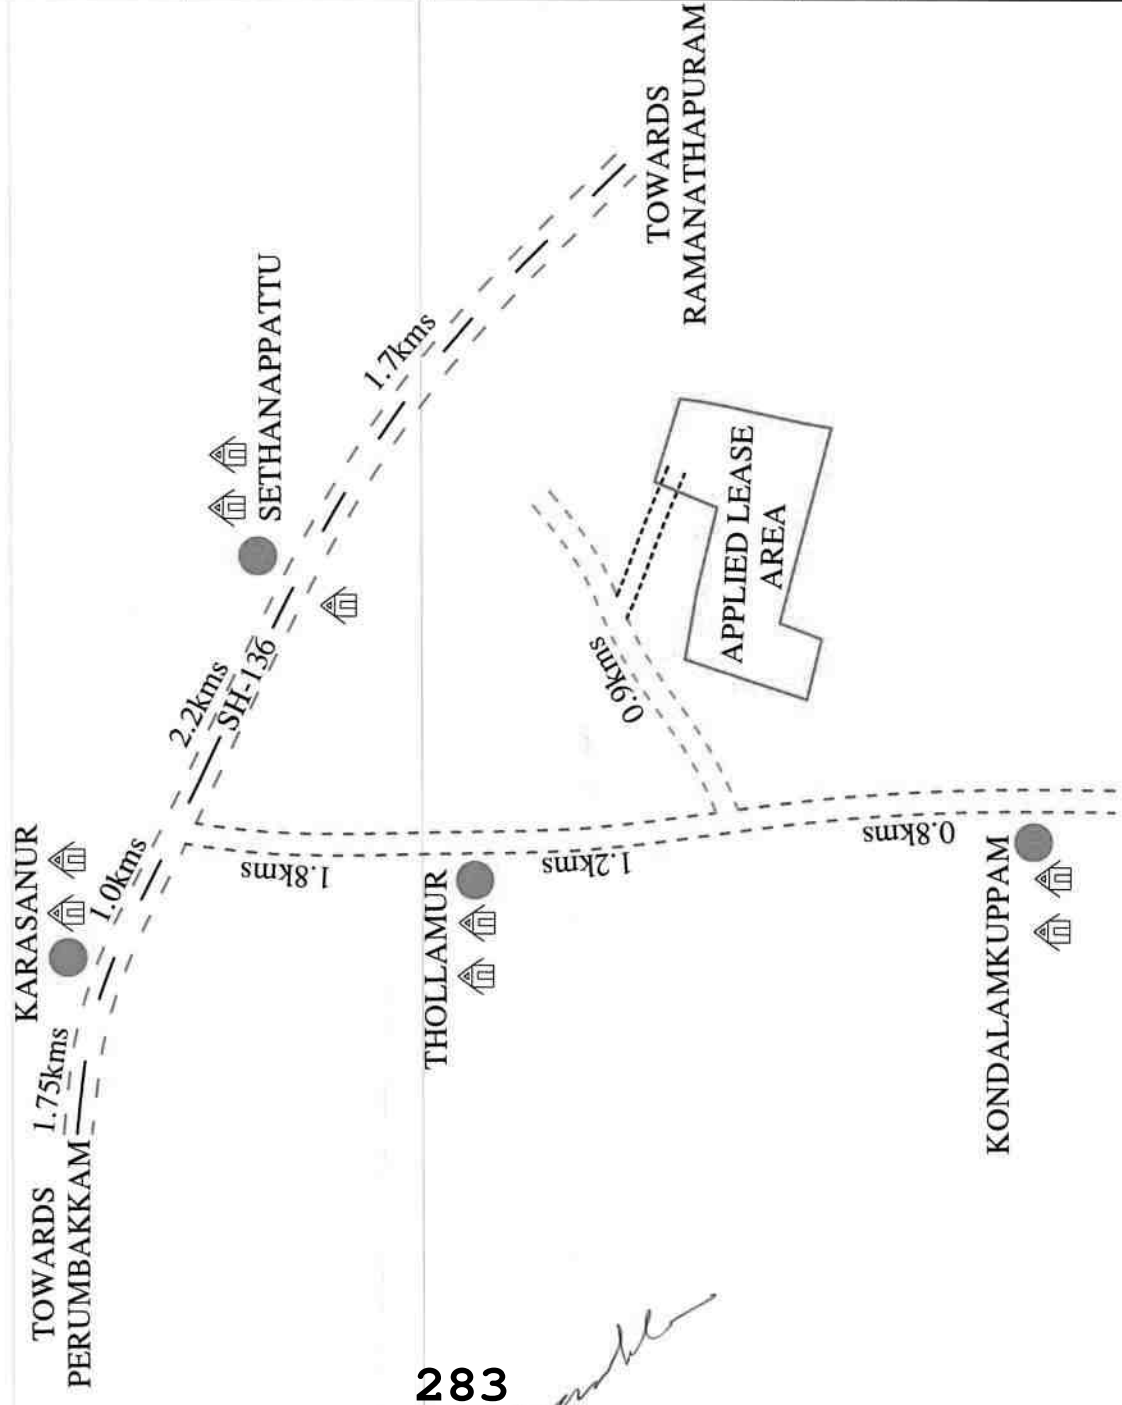 TOWARDS
PERUMBAKKAM
1.75kms
KARASANUR
1.0kms
2.2kms
SH-136
SETHANAPPATTU
1.7kms
TOWARDS
RAMANATHAPURAM
1.8kms
THOLLAMUR
1.2kms
0.9kms
APPLIED LEASE
AREA
0.8kms
KONDALAMKUPPAM
283